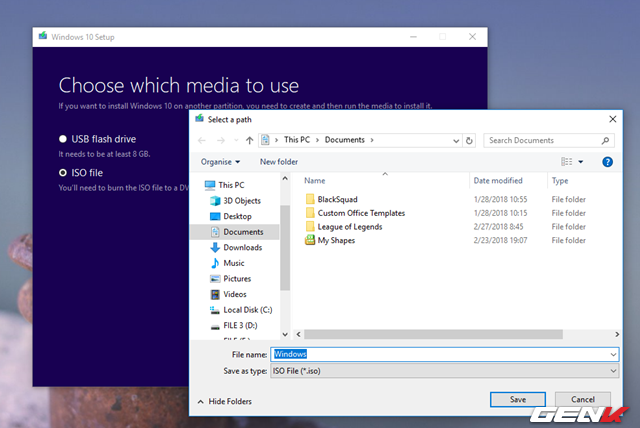 Windows 10 Setup
Choose which media to use
If you want to install Windows 10 on another partition, you need to create and then run the media to install it.
USB flash drive
It needs to be at least 8 GB.
ISO file
You'll need to burn the ISO file to a DV
Select a path
This PC > Documents >
Search Documents
Organise
New folder
Name Date modified Type
This PC
3D Objects
Desktop
Documents
Downloads
Music
Pictures
Videos
Local Disk (C:)
FILE 3 (D:)
BlackSquad 1/28/2018 10:55 File folder
Custom Office Templates 1/28/2018 10:15 File folder
League of Legends 2/27/2018 8:45 File folder
My Shapes 2/23/2018 19:07 File folder
File name: Windows
Save as type: ISO File (*.iso)
Hide Folders
Save Cancel
GENK